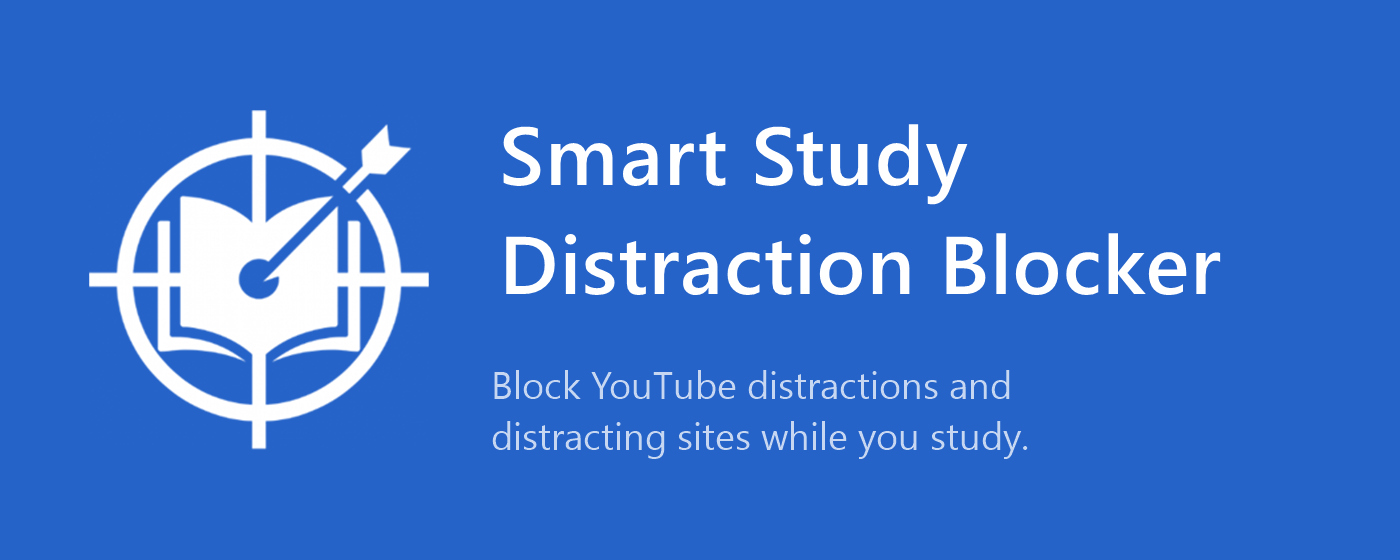 Smart Study
Distraction Blocker
Block YouTube distractions and
distracting sites while you study.